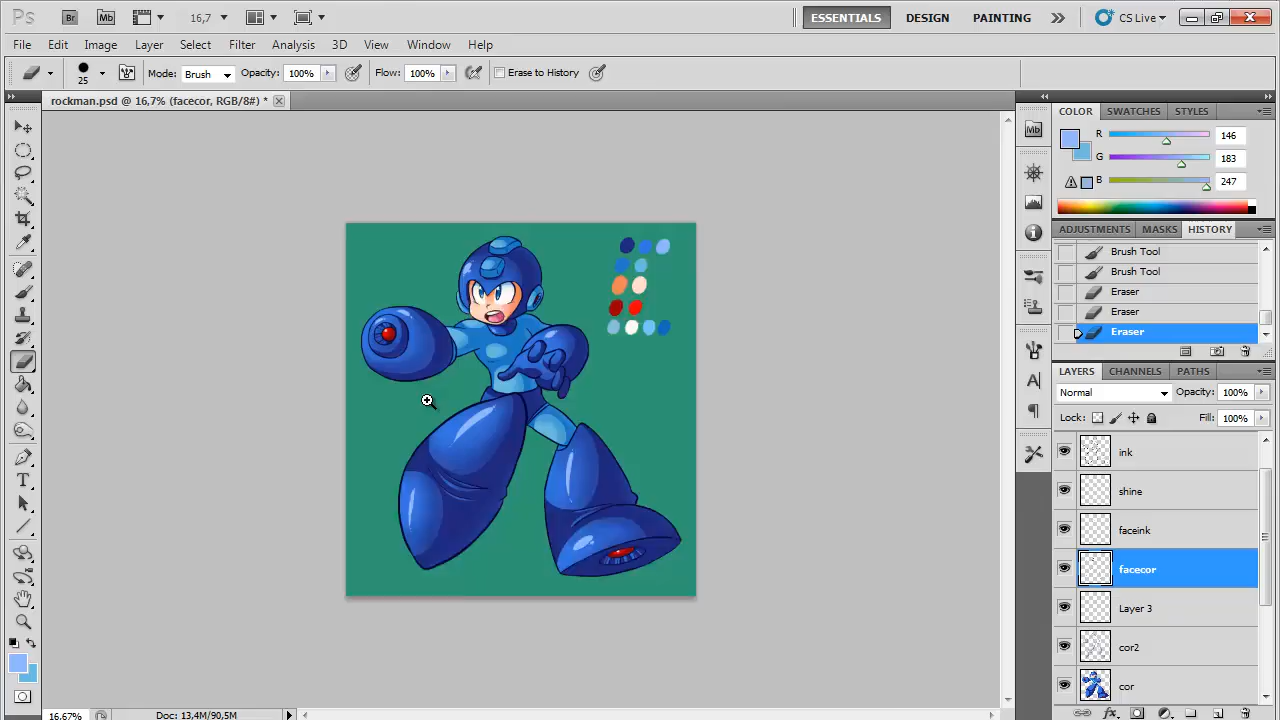 Ps Br Mb 16,7 ESSENTIALS DESIGN PAINTING CS Live
File Edit Image Layer Select Filter Analysis 3D View Window Help
25 Mode: Brush Opacity: 100% Flow: 100% Erase to History
rockman.psd @ 16,7% (facecor, RGB/8#) *
COLOR SWATCHES STYLES
Mb
R 146
G 183
B 247
ADJUSTMENTS MASKS HISTORY
Brush Tool
Brush Tool
Eraser
Eraser
Eraser
LAYERS CHANNELS PATHS
Normal Opacity: 100%
Lock: Fill: 100%
ink
shine
faceink
facecor
Layer 3
cor2
cor
16,67% Doc: 13,4M/90,5M